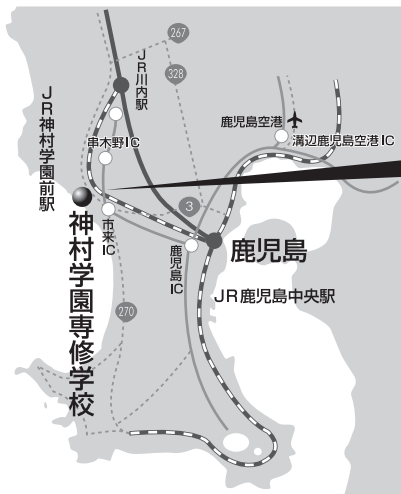 267
328
JR川内駅
鹿児島空港
溝辺鹿児島空港IC
串木野IC
JR神村学園前駅
3
市来IC
鹿児島IC
鹿児島
JR鹿児島中央駅
神村学園専修学校
270